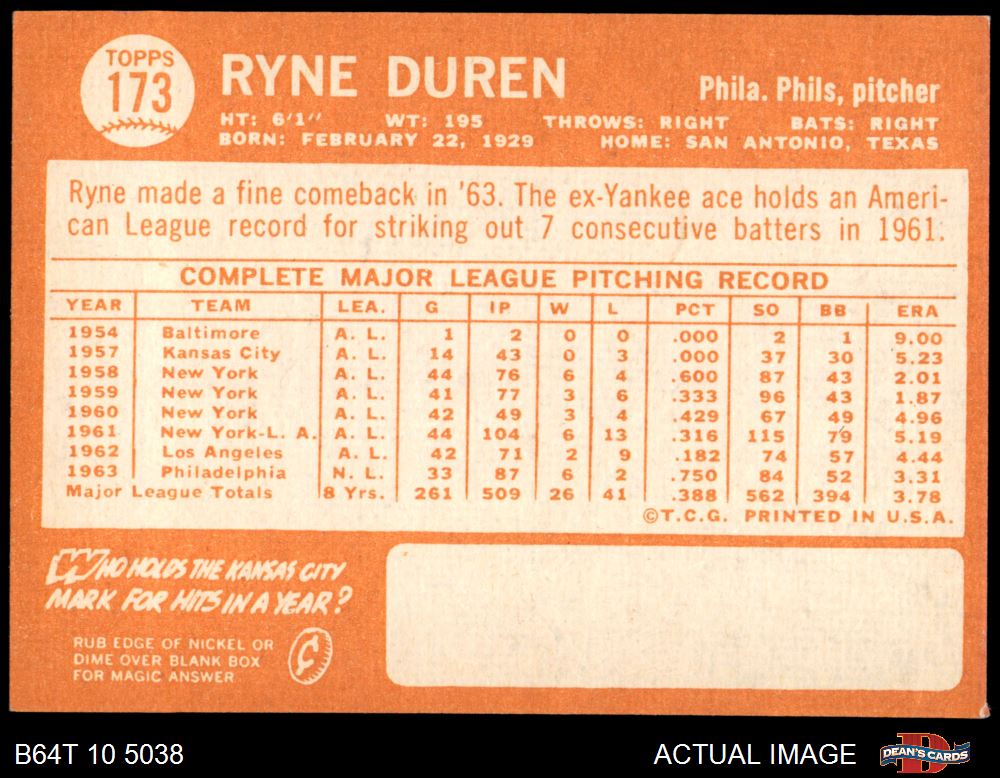 TOPPS
173
RYNE DUREN
Phila. Phils, pitcher
HT: 6'1" WT: 195 THROWS: RIGHT BATS: RIGHT
BORN: FEBRUARY 22, 1929 HOME: SAN ANTONIO, TEXAS
Ryne made a fine comeback in '63. The ex-Yankee ace holds an Ameri-
can League record for striking out 7 consecutive batters in 1961.
COMPLETE MAJOR LEAGUE PITCHING RECORD
YEAR TEAM LEA. G IP W L PCT SO BB ERA
1954 Baltimore A. L. 1 2 0 0 .000 2 1 9.00
1957 Kansas City A. L. 14 43 0 3 .000 37 30 5.23
1958 New York A. L. 44 76 6 4 .600 87 43 2.01
1959 New York A. L. 41 77 3 6 .333 96 43 1.87
1960 New York A. L. 42 49 3 4 .429 67 49 4.96
1961 New York-L. A. A. L. 44 104 6 13 .316 115 79 5.19
1962 Los Angeles A. L. 42 71 2 9 .182 74 57 4.44
1963 Philadelphia N. L. 33 87 6 2 .750 84 52 3.31
Major League Totals 8 Yrs. 261 509 26 41 .388 562 394 3.78
©T.C.G. PRINTED IN U.S.A.
WHO HOLDS THE KANSAS CITY
MARK FOR HITS IN A YEAR?
RUB EDGE OF NICKEL OR
DIME OVER BLANK BOX
FOR MAGIC ANSWER
¢
B64T 10 5038
ACTUAL IMAGE
DEAN'S CARDS